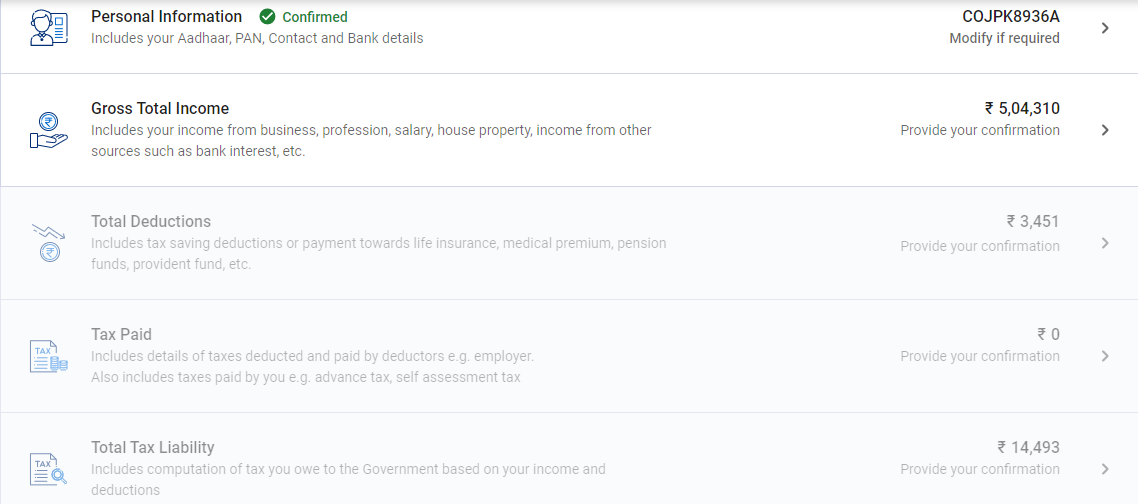 Personal Information Confirmed COJPK8936A
Includes your Aadhaar, PAN, Contact and Bank details Modify if required
Gross Total Income ₹ 5,04,310
Includes your income from business, profession, salary, house property, income from other Provide your confirmation
sources such as bank interest, etc.
Total Deductions ₹ 3,451
Includes tax saving deductions or payment towards life insurance, medical premium, pension Provide your confirmation
funds, provident fund, etc.
Tax Paid ₹ 0
Includes details of taxes deducted and paid by deductors e.g. employer. Provide your confirmation
Also includes taxes paid by you e.g. advance tax, self assessment tax
TAX
Total Tax Liability ₹ 14,493
Includes computation of tax you owe to the Government based on your income and Provide your confirmation
deductions
TAX